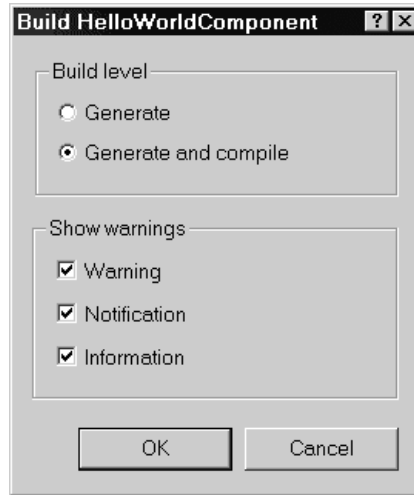 Build HelloWorldComponent
Build level
Generate
Generate and compile
Show warnings
Warning
Notification
Information
OK
Cancel